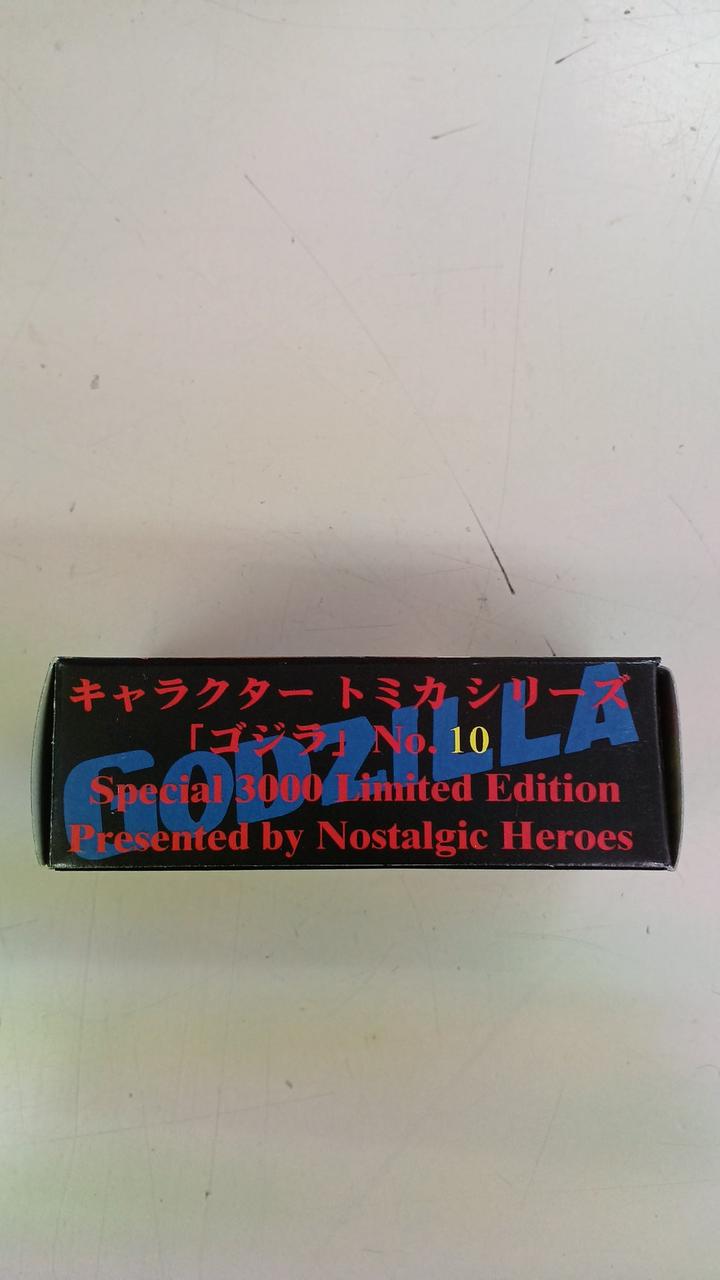 キャラクター トミカ シリーズ
「ゴジラ」 No. 10
Special 3000 Limited Edition
Presented by Nostalgic Heroes
GODZILLA